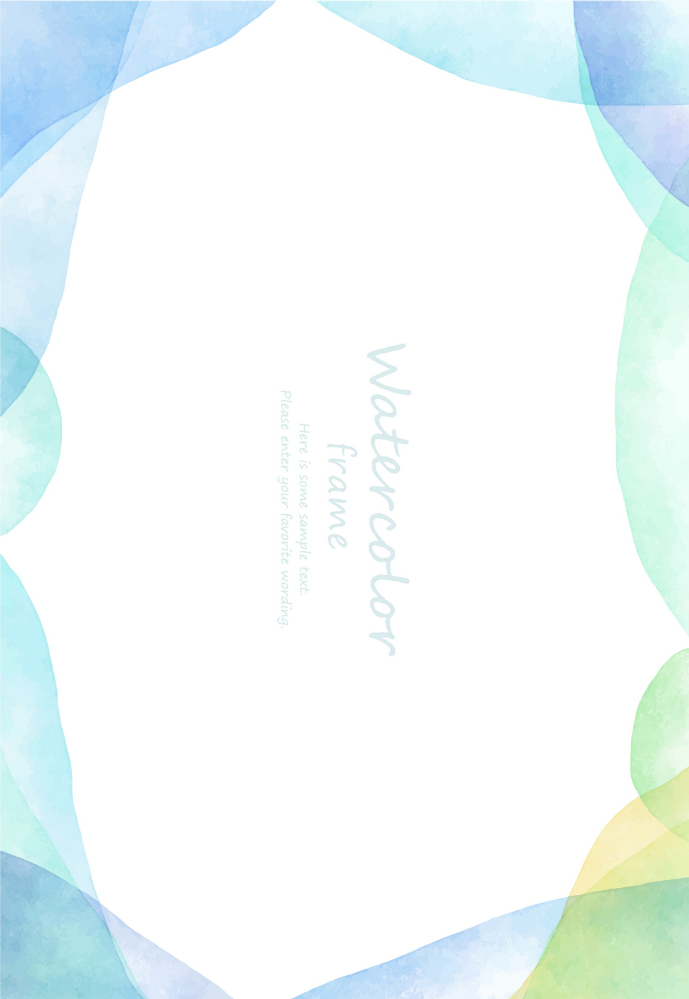 Watercolor
frame
Here is some sample text.
Please enter your favorite wording.